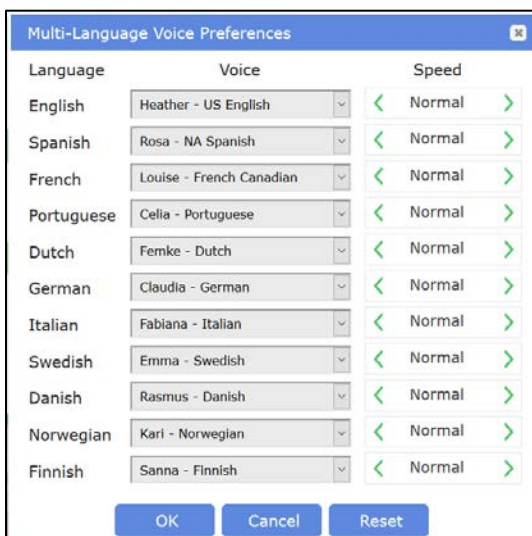 Multi-Language Voice Preferences
Language Voice Speed
English Heather - US English Normal
Spanish Rosa - NA Spanish Normal
French Louise - French Canadian Normal
Portuguese Celia - Portuguese Normal
Dutch Femke - Dutch Normal
German Claudia - German Normal
Italian Fabiana - Italian Normal
Swedish Emma - Swedish Normal
Danish Rasmus - Danish Normal
Norwegian Kari - Norwegian Normal
Finnish Sanna - Finnish Normal
OK Cancel Reset